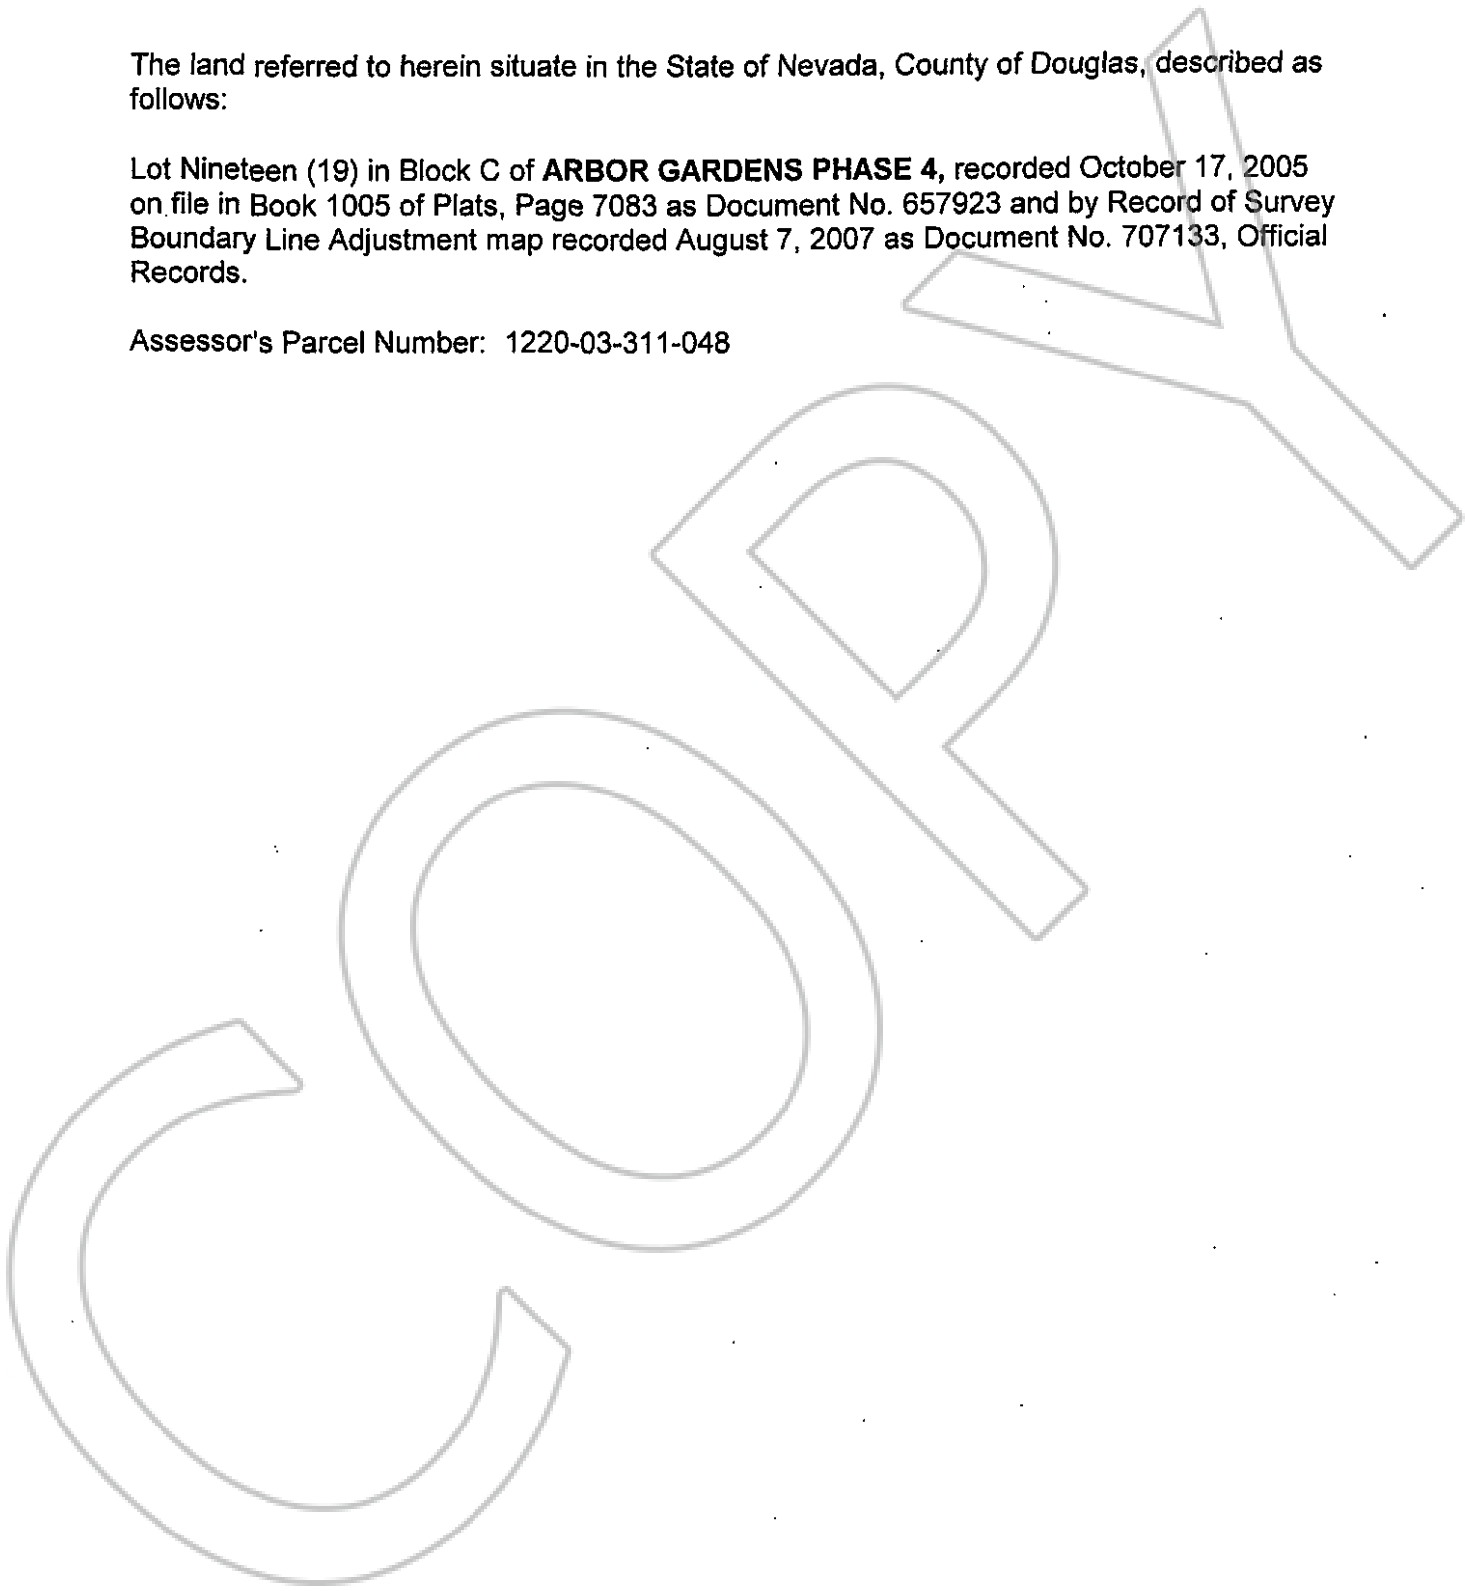 The land referred to herein situate in the State of Nevada, County of Douglas, described as
follows:
Lot Nineteen (19) in Block C of ARBOR GARDENS PHASE 4, recorded October 17, 2005
on file in Book 1005 of Plats, Page 7083 as Document No. 657923 and by Record of Survey
Boundary Line Adjustment map recorded August 7, 2007 as Document No. 707133, Official
Records.
Assessor's Parcel Number: 1220-03-311-048
COPY